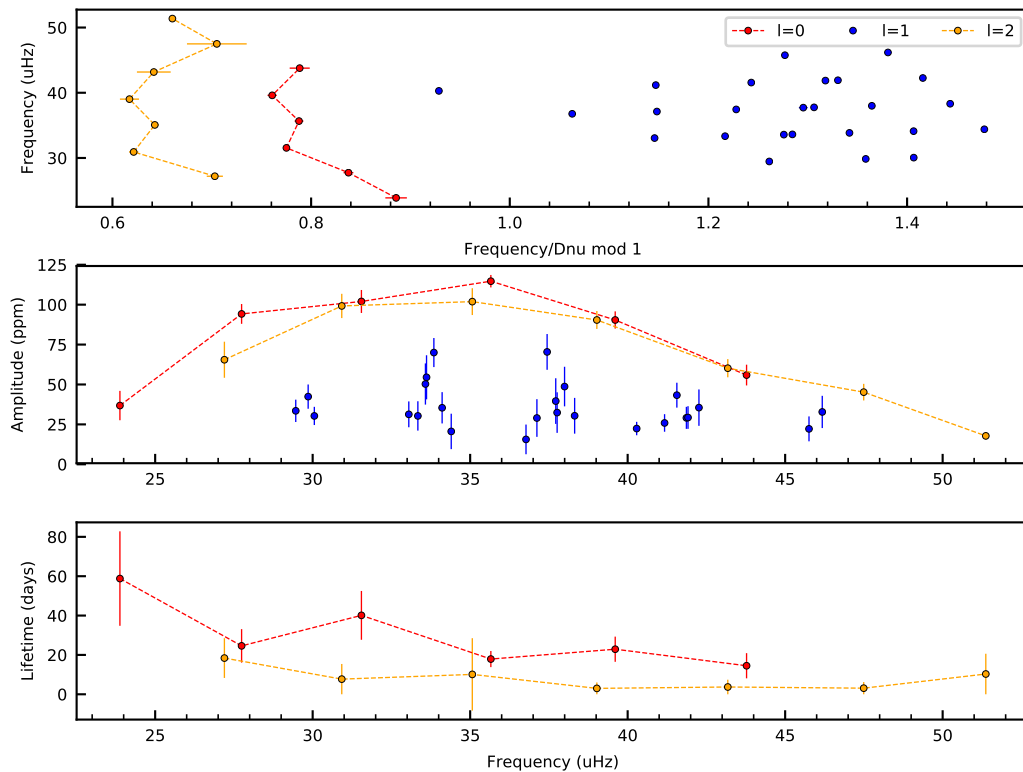 50
40
30
Frequency (uHz)
l=0 l=1 l=2
0.6 0.8 1.0 1.2 1.4
Frequency/Dnu mod 1
125
100
75
50
25
0
Amplitude (ppm)
25 30 35 40 45 50
80
60
40
20
0
Lifetime (days)
25 30 35 40 45 50
Frequency (uHz)